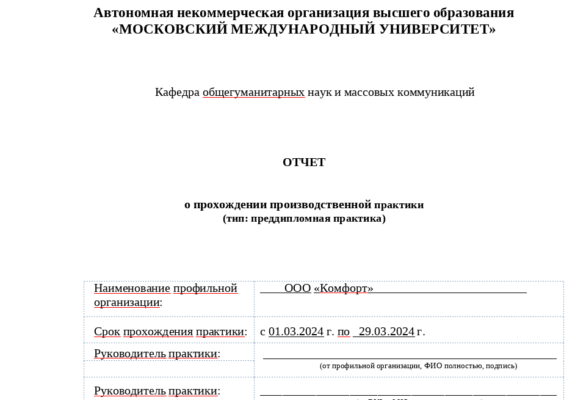 Автономная некоммерческая организация высшего образования
«МОСКОВСКИЙ МЕЖДУНАРОДНЫЙ УНИВЕРСИТЕТ»
Кафедра общегуманитарных наук и массовых коммуникаций
ОТЧЕТ
о прохождении производственной практики
(тип: преддипломная практика)
Наименование профильной организации:
ООО «Комфорт»
Срок прохождения практики:
с 01.03.2024 г. по 29.03.2024 г.
Руководитель практики:
(от профильной организации, ФИО полностью, подпись)
Руководитель практики: